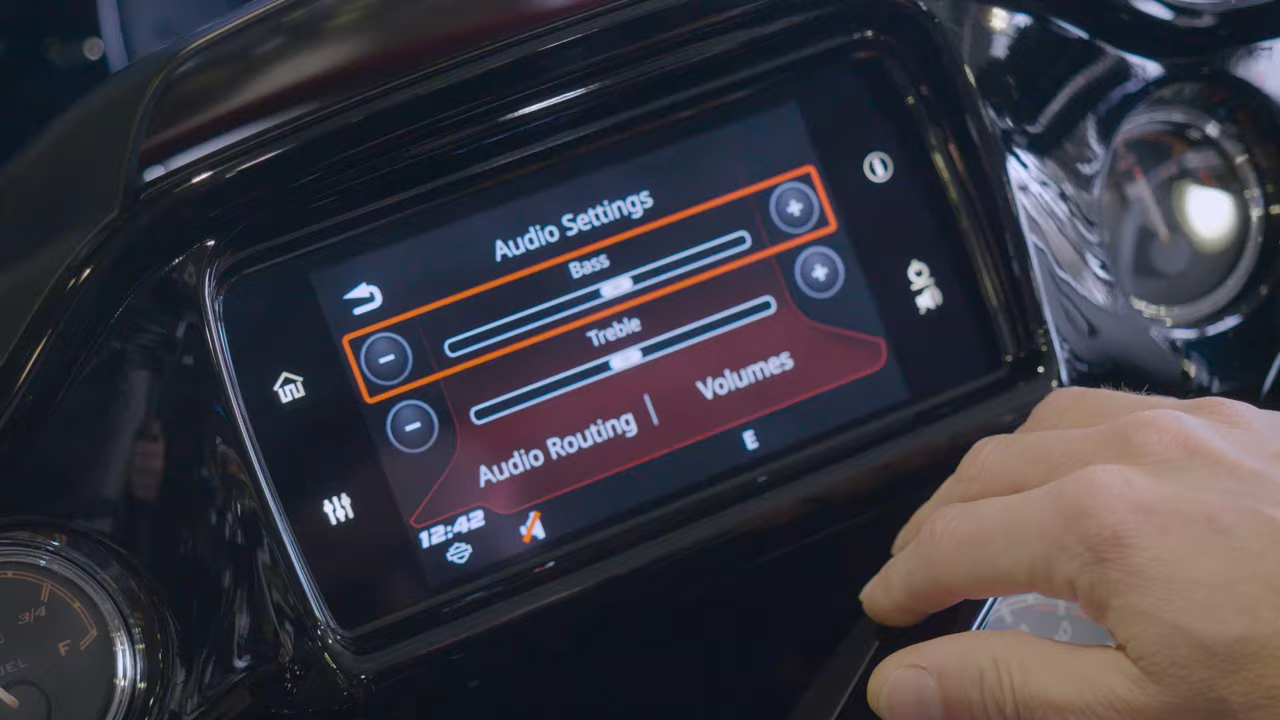 Audio Settings
Bass
-
+
Treble
-
+
Audio Routing | Volumes
12:42
E
3/4
F